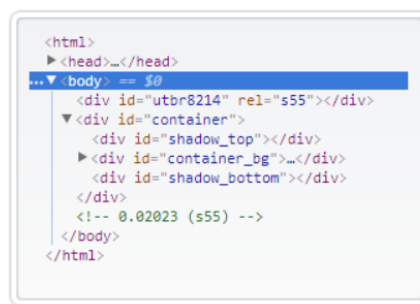 <html>
▶<head>…</head>
…▼<body> == $0
<div id="utbr8214" rel="s55"></div>
▼<div id="container">
<div id="shadow_top"></div>
▶<div id="container_bg">…</div>
<div id="shadow_bottom"></div>
</div>
<!-- 0.02023 (s55) -->
</body>
</html>